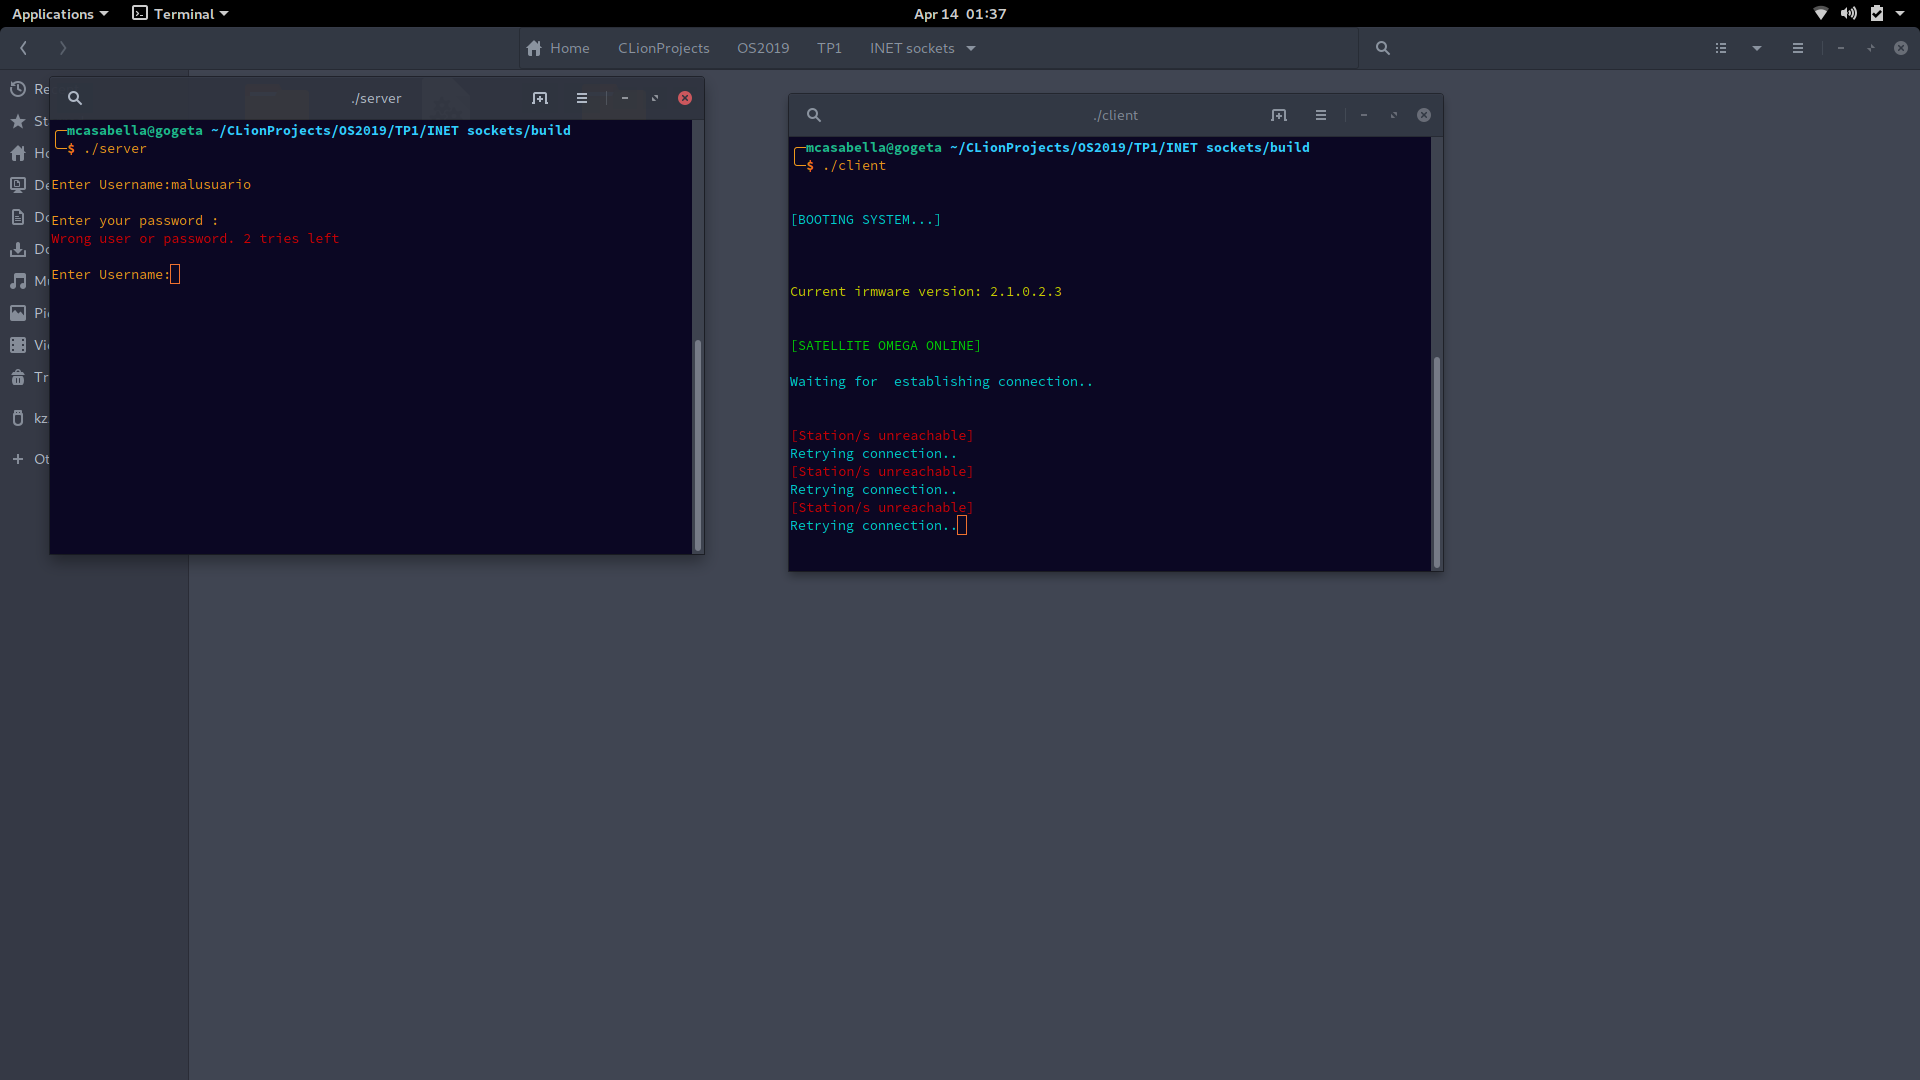 Applications
Terminal
Apr 14 01:37
Home
CLionProjects
OS2019
TP1
INET sockets
Re
St
Ho
De
Do
Do
Mu
Pi
Vi
Tr
kz
Ot
./server
mcasabella@gogeta ~/CLionProjects/OS2019/TP1/INET sockets/build
$ ./server
Enter Username:malusuario
Enter your password :
Wrong user or password. 2 tries left
Enter Username:
./client
mcasabella@gogeta ~/CLionProjects/OS2019/TP1/INET sockets/build
$ ./client
[BOOTING SYSTEM...]
Current irmware version: 2.1.0.2.3
[SATELLITE OMEGA ONLINE]
Waiting for  establishing connection..
[Station/s unreachable]
Retrying connection..
[Station/s unreachable]
Retrying connection..
[Station/s unreachable]
Retrying connection..